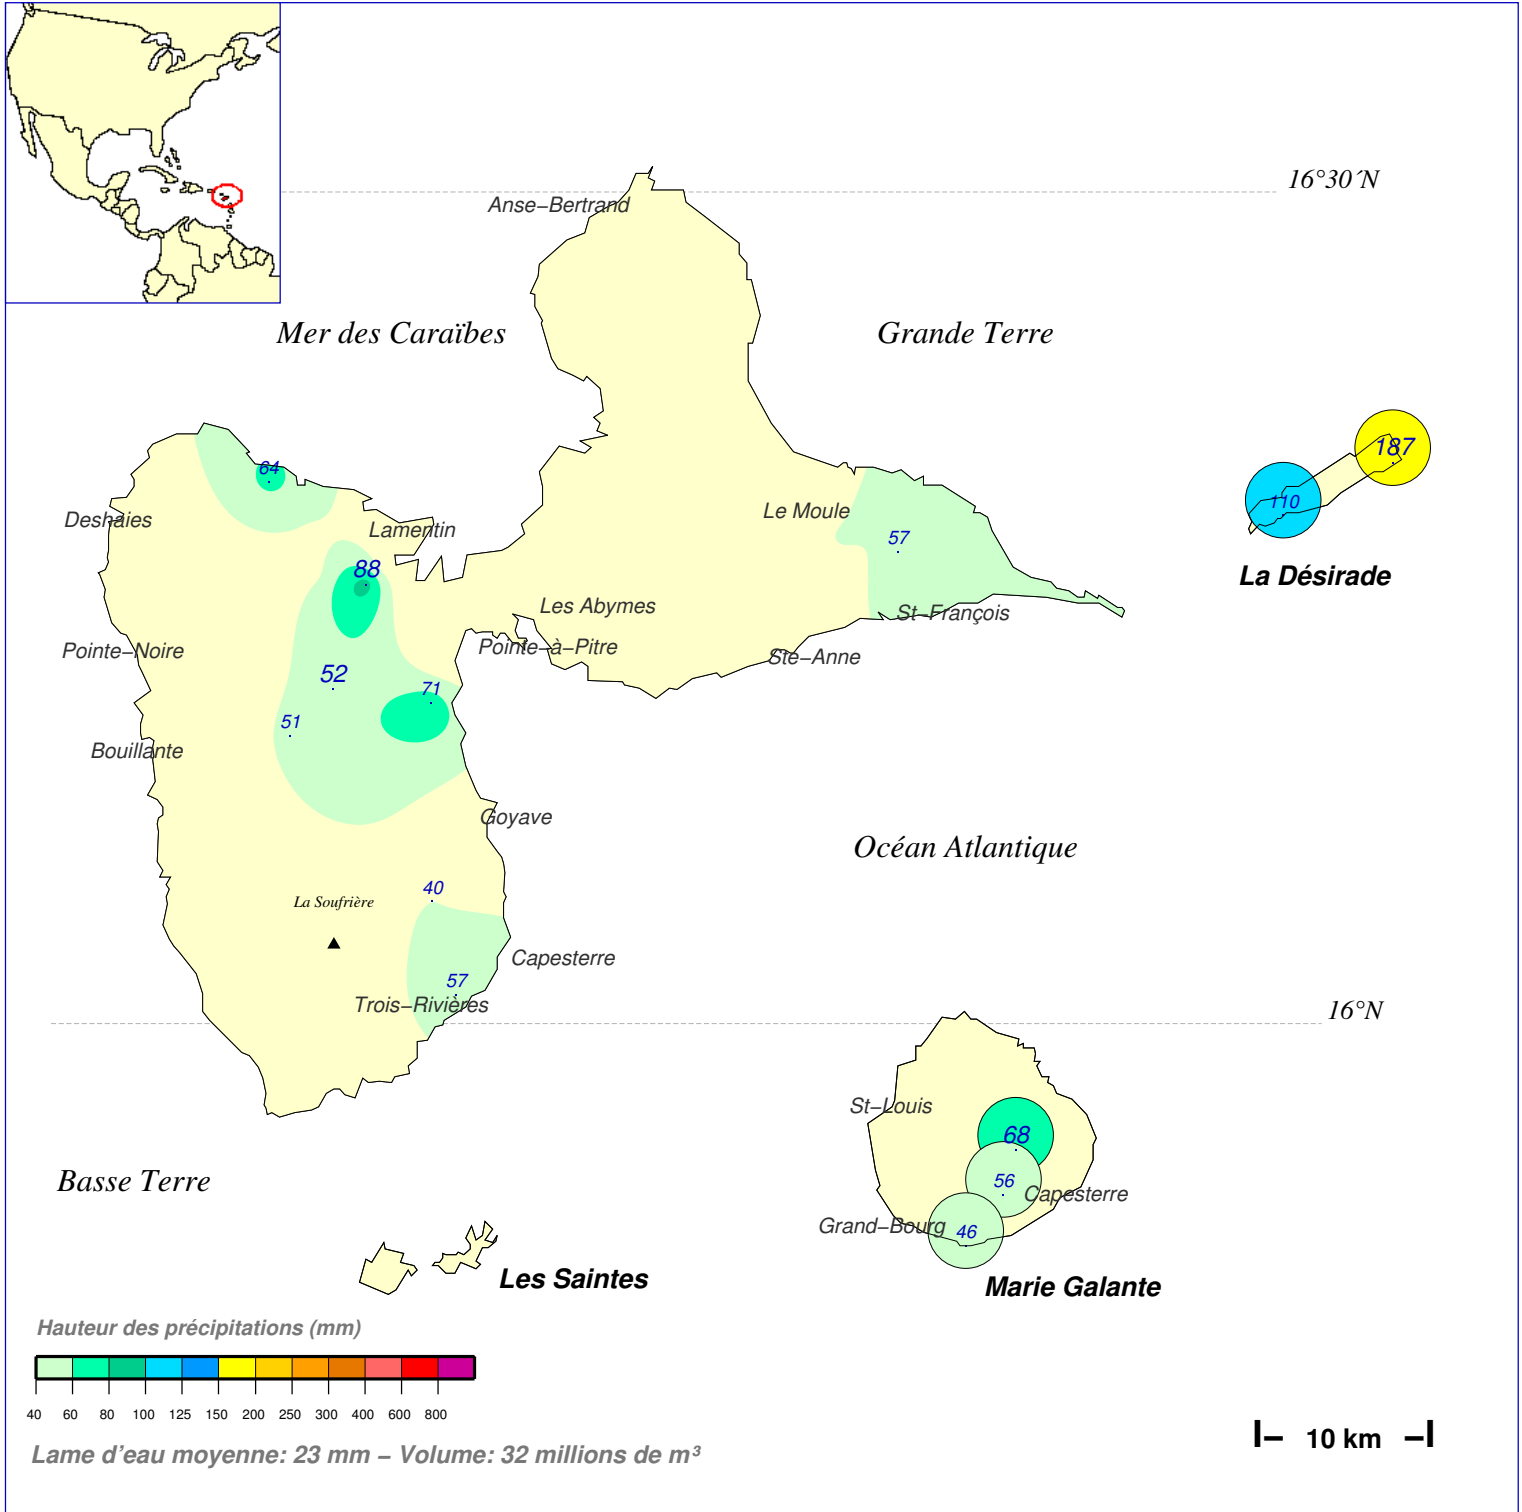 16°30´N
Anse−Bertrand
Mer des Caraïbes
Grande Terre
187
64
110
Le Moule
Deshaies
Lamentin
57
88
La Désirade
Les Abymes
St−François
Pointe−Noire
Pointe−à−Pitre
Ste−Anne
52
71
51
Bouillante
Goyave
Océan Atlantique
40
La Soufrière
Capesterre
57
Trois−Rivières
16°N
St−Louis
68
Basse Terre
56
Capesterre
Grand−Bourg
46
Les Saintes
Marie Galante
Hauteur des précipitations (mm)
40 60 80 100 125 150 200 250 300 400 600 800
10 km
Lame d'eau moyenne: 23 mm − Volume: 32 millions de m³